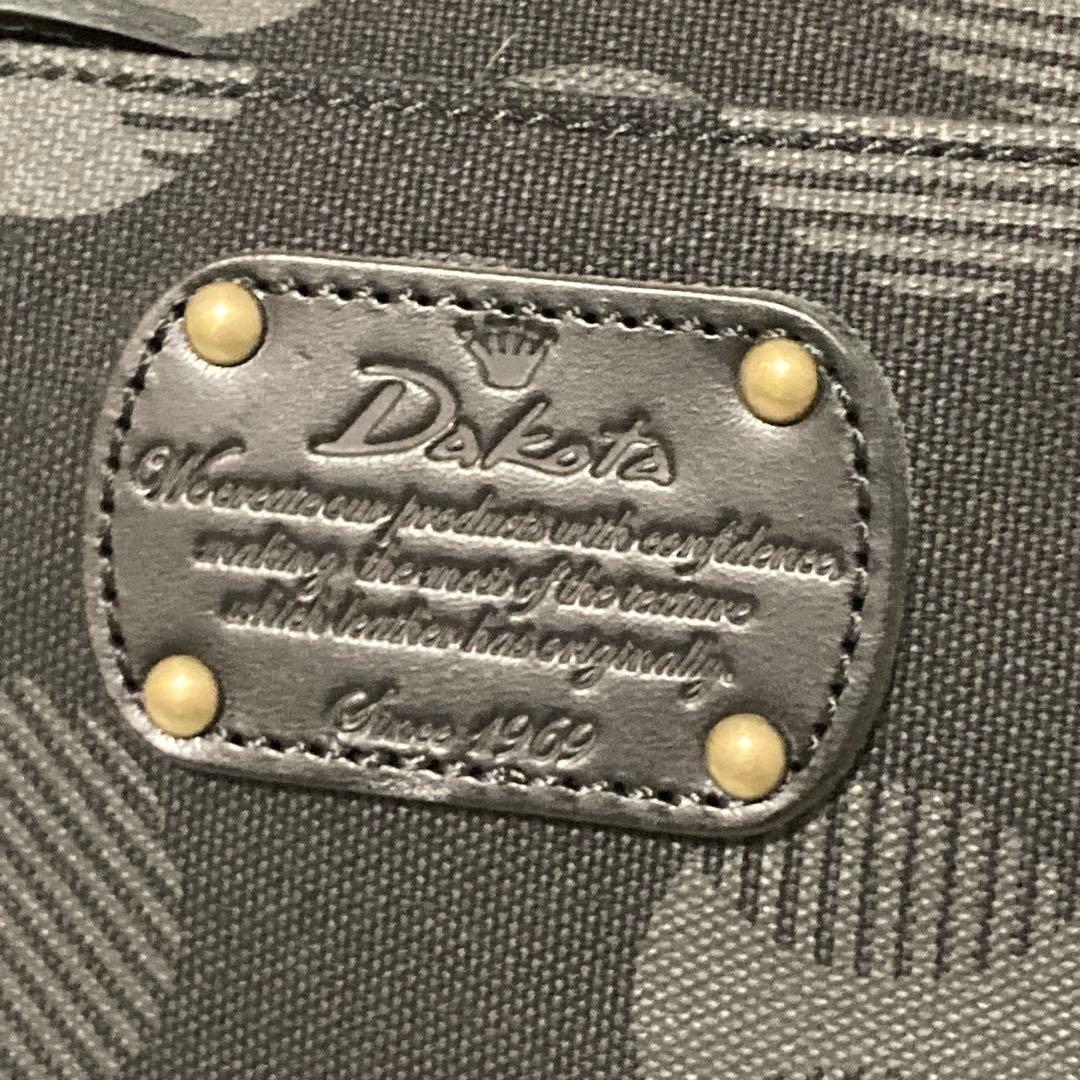 Dakota
We create our products with confidence,
making the most of the texture
which leather has originally.
Since 1969